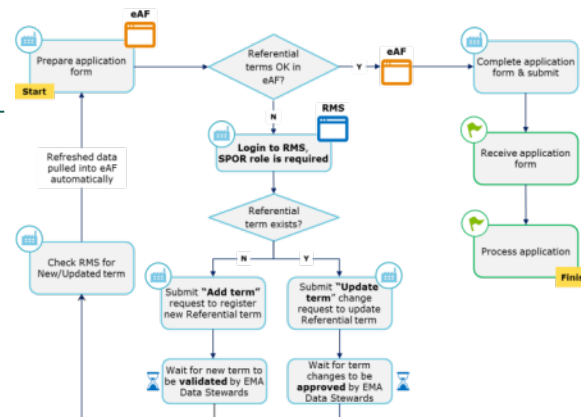 eAF
Prepare application
form
Start
Referential
terms OK in
eAF?
Y
eAF
Complete application
form & submit
N
RMS
Login to RMS,
SPOR role is required
Receive application
form
Refreshed data
pulled into eAF
automatically
Referential
term exists?
Process application
Finis
Check RMS for
New/Updated term
N
Y
Submit “Add term”
request to register
new Referential term
Submit “Update
term” change
request to update
Referential term
Wait for new term to
be validated by EMA
Data Stewards
Wait for term
changes to be
approved by EMA
Data Stewards